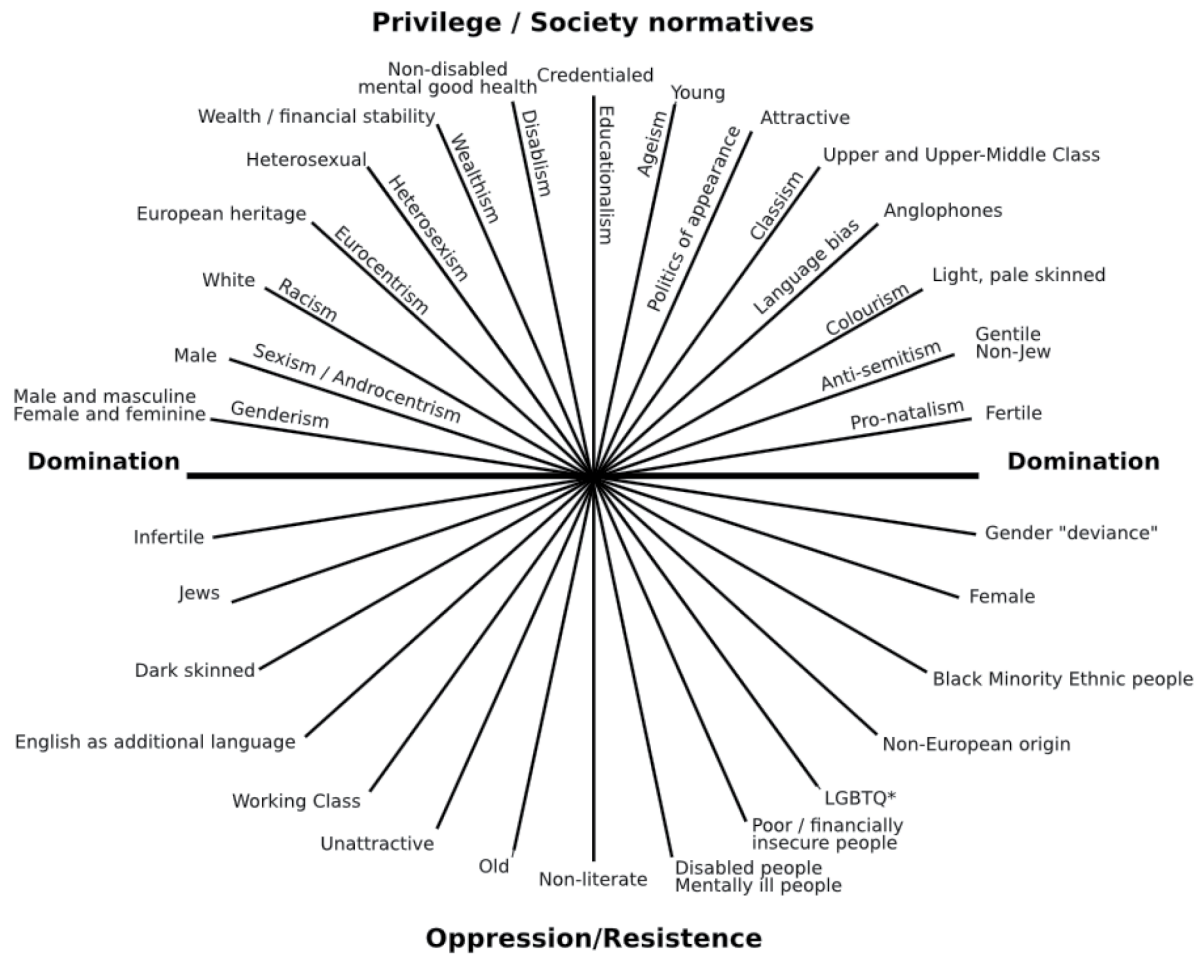 Privilege / Society normatives
Non-disabled
mental good health
Credentialed
Young
Wealth / financial stability
Attractive
Heterosexual
Upper and Upper-Middle Class
European heritage
Anglophones
White
Light, pale skinned
Male
Gentile
Non-Jew
Male and masculine
Female and feminine
Fertile
Genderism
Sexism / Androcentrism
Racism
Eurocentrism
Heterosexism
Wealthism
Disablism
Educationalism
Ageism
Politics of appearance
Classism
Language bias
Colourism
Anti-semitism
Pro-natalism
Domination
Domination
Infertile
Gender "deviance"
Jews
Female
Dark skinned
Black Minority Ethnic people
English as additional language
Non-European origin
Working Class
LGBTQ*
Unattractive
Poor / financially
insecure people
Old
Non-literate
Disabled people
Mentally ill people
Oppression/Resistence